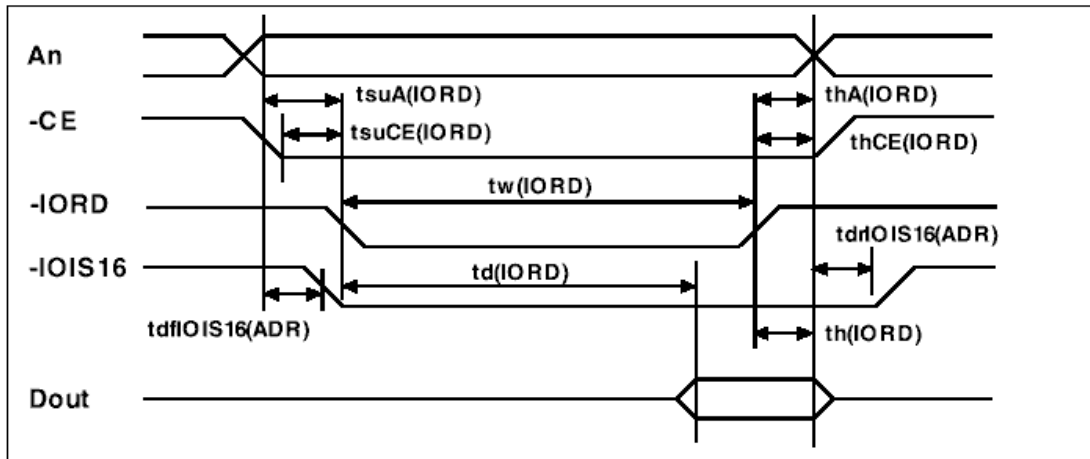 An
tsuA(IORD)
thA(IORD)
-CE
tsuCE(IORD)
thCE(IORD)
-IORD
tw(IORD)
tdrIOIS16(ADR)
-IOIS16
td(IORD)
tdfIOIS16(ADR)
th(IORD)
Dout